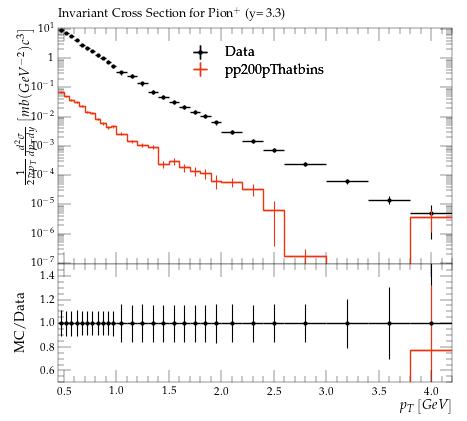 Invariant Cross Section for Pion⁺ (y=3.3)
10¹
1
10⁻¹
10⁻²
10⁻³
10⁻⁴
10⁻⁵
10⁻⁶
10⁻⁷
1/2πp_T d²σ/dp_Tdy [mb(GeV⁻²)c³]
Data
pp200pThatbins
1.4
1.2
1.0
0.8
0.6
MC/Data
0.5 1.0 1.5 2.0 2.5 3.0 3.5 4.0
p_T [GeV]